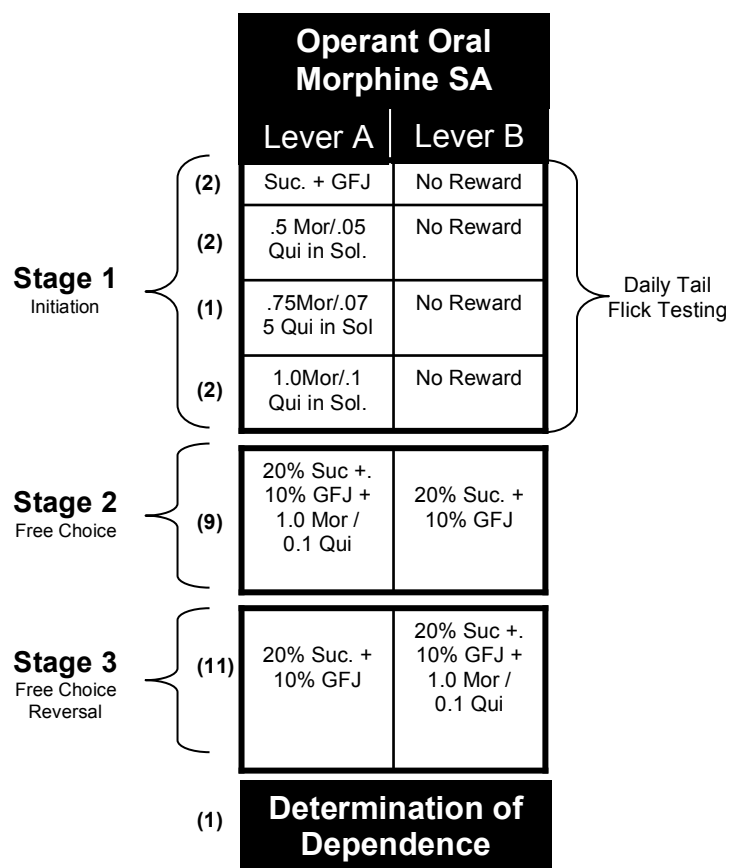 Operant Oral
Morphine SA
Lever A
Lever B
Stage 1
Initiation
(2)
Suc. + GFJ
No Reward
(2)
.5 Mor/.05
Qui in Sol.
No Reward
(1)
.75Mor/.07
5 Qui in Sol
No Reward
(2)
1.0Mor/.1
Qui in Sol.
No Reward
Daily Tail
Flick Testing
Stage 2
Free Choice
(9)
20% Suc +.
10% GFJ +
1.0 Mor /
0.1 Qui
20% Suc. +
10% GFJ
Stage 3
Free Choice
Reversal
(11)
20% Suc. +
10% GFJ
20% Suc +.
10% GFJ +
1.0 Mor /
0.1 Qui
(1)
Determination of
Dependence